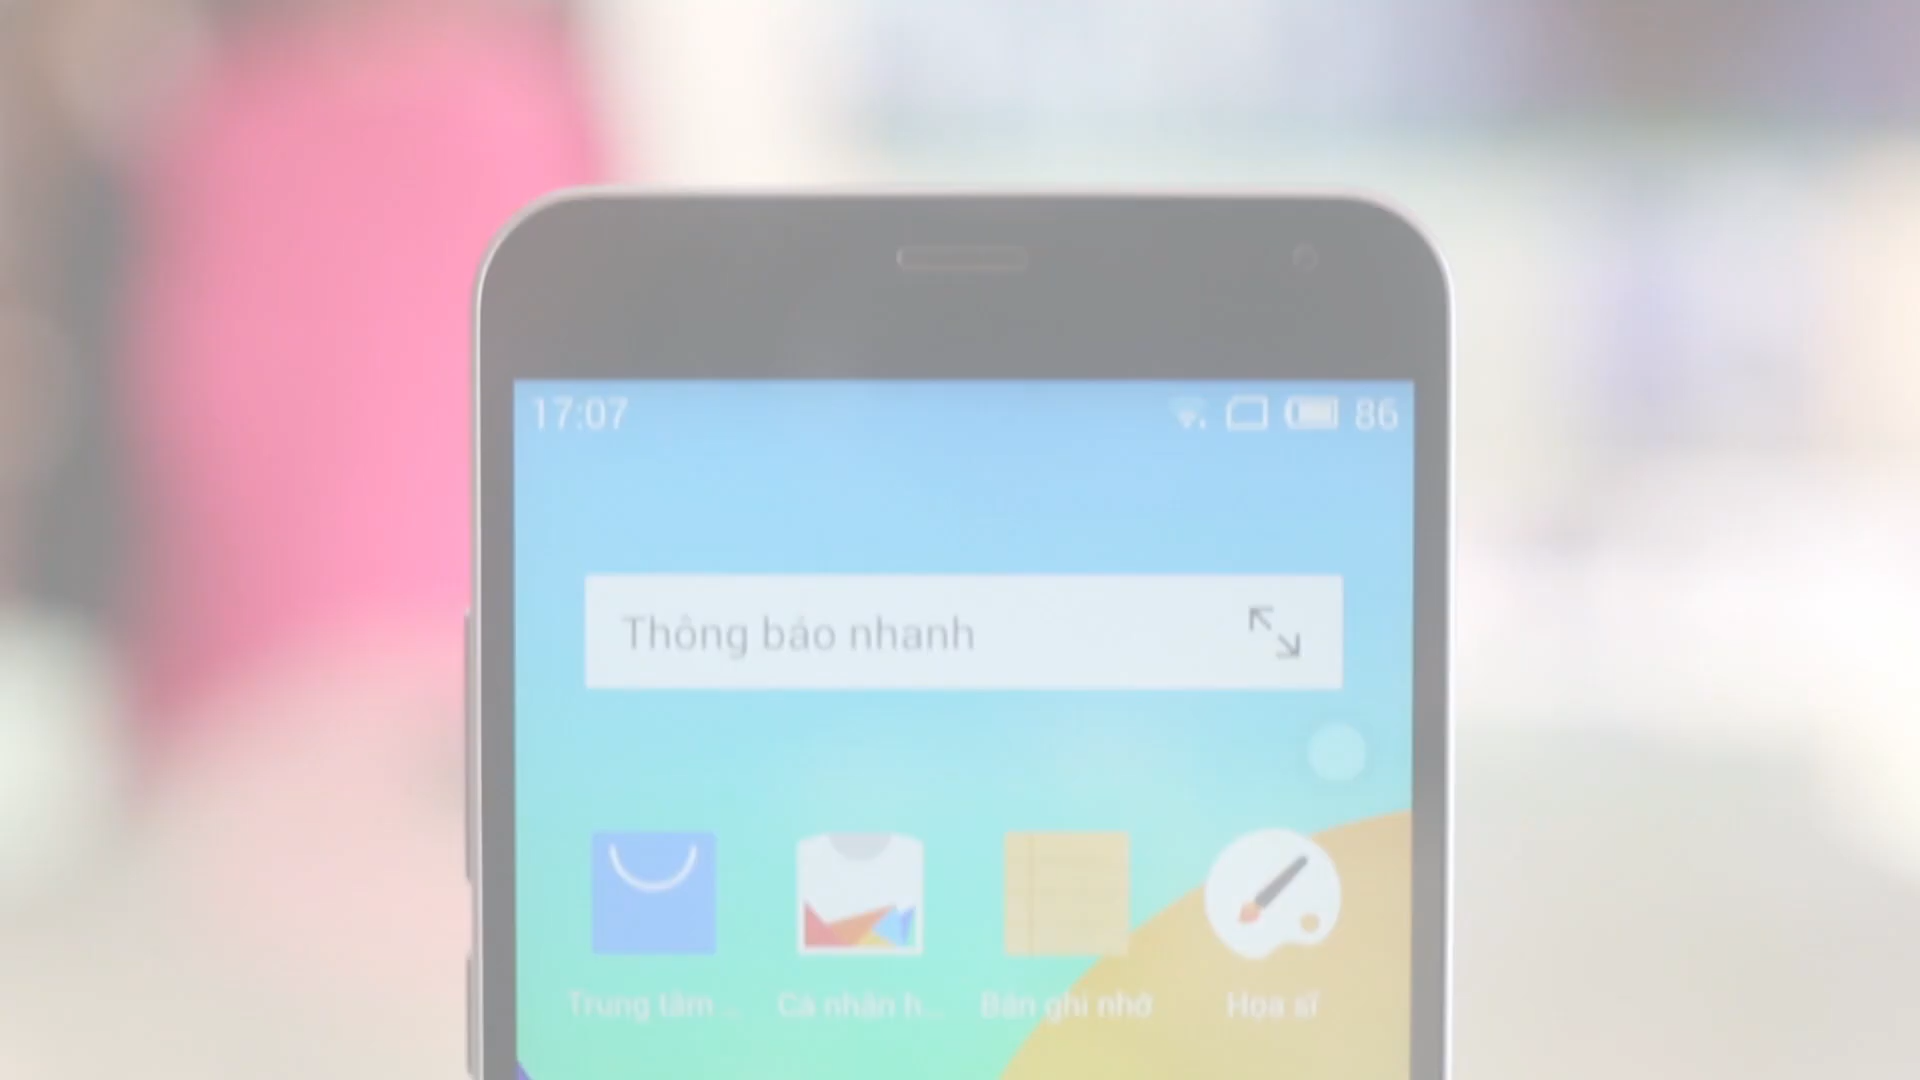 17:07 86
Thông báo nhanh
Trung tâm ... Cá nhân h... Bản ghi nhớ Họa sĩ